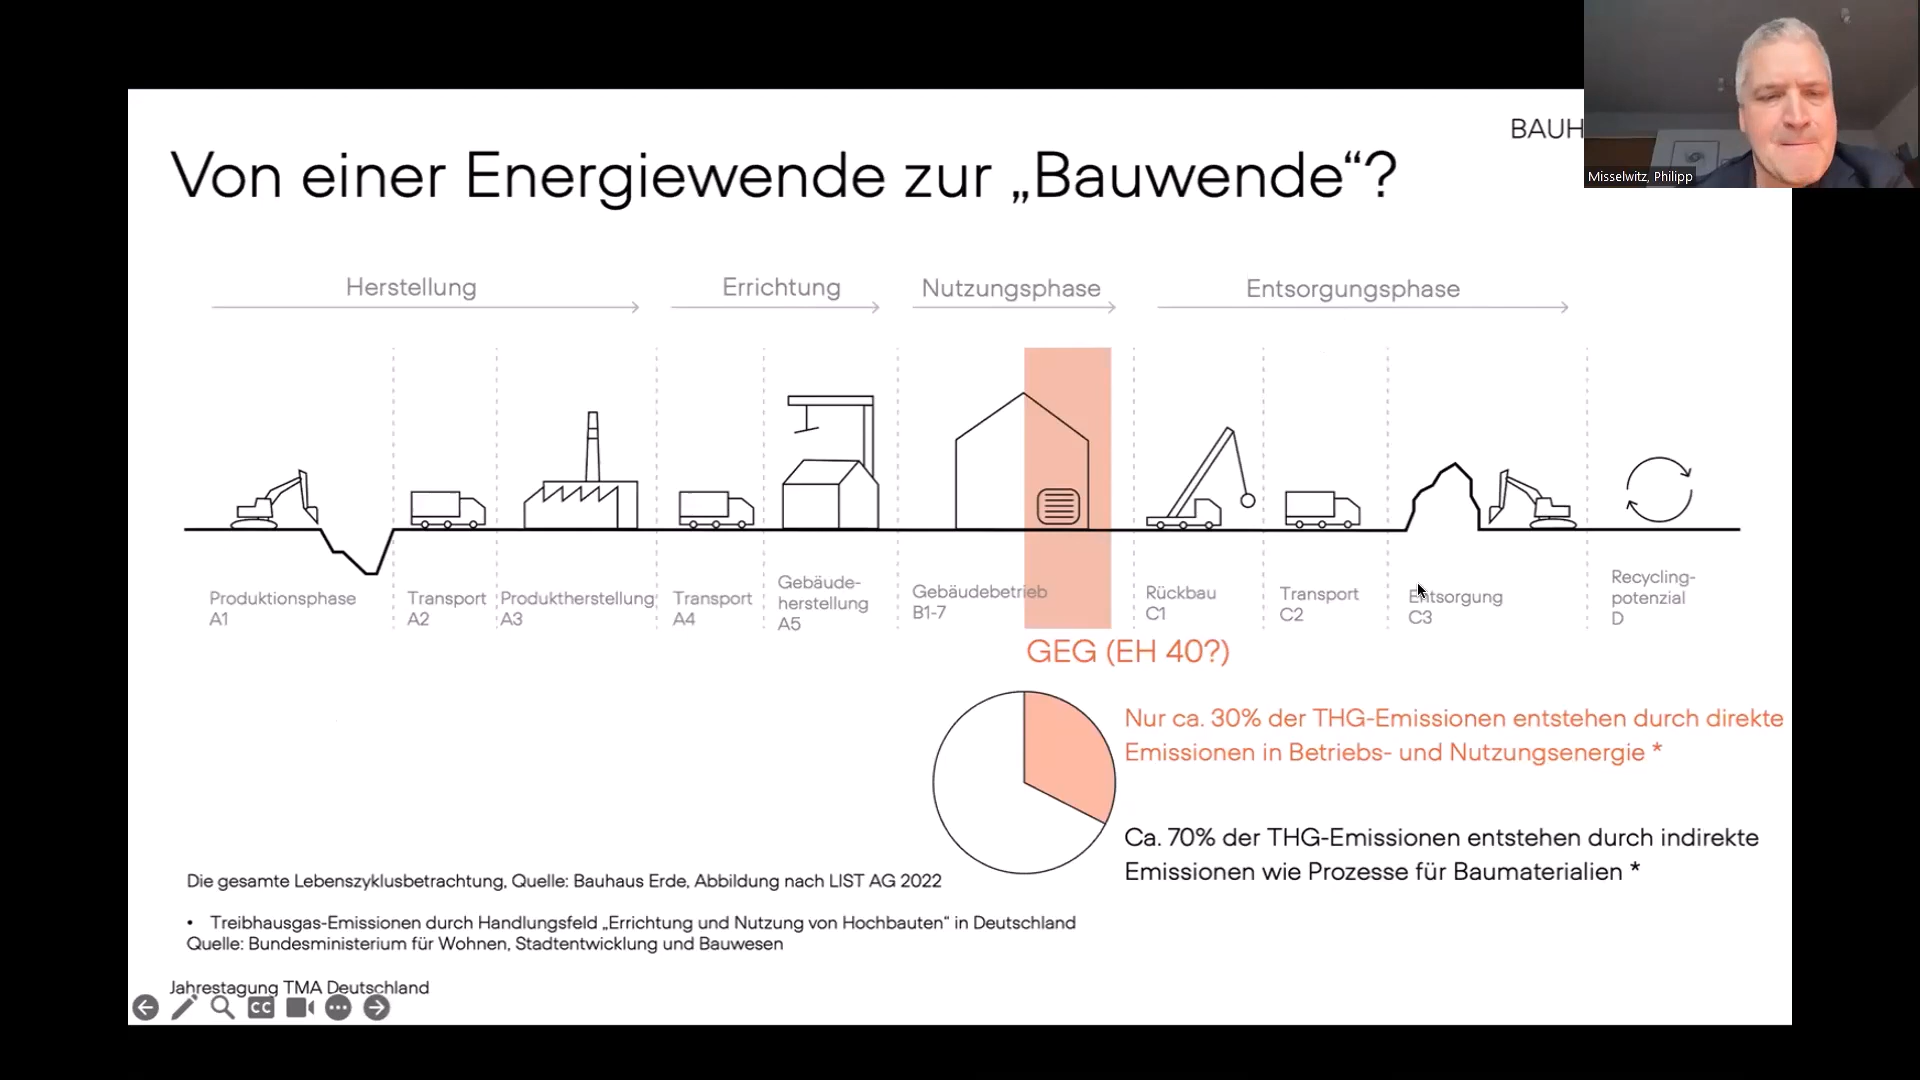 BAUH
Misselwitz, Philipp
Von einer Energiewende zur „Bauwende“?
Herstellung
Errichtung
Nutzungsphase
Entsorgungsphase
Produktionsphase
A1
Transport
A2
Produktherstellung
A3
Transport
A4
Gebäude-
herstellung
A5
Gebäudebetrieb
B1-7
Rückbau
C1
Transport
C2
Entsorgung
C3
Recycling-
potenzial
D
GEG (EH 40?)
Nur ca. 30% der THG-Emissionen entstehen durch direkte
Emissionen in Betriebs- und Nutzungsenergie *
Ca. 70% der THG-Emissionen entstehen durch indirekte
Emissionen wie Prozesse für Baumaterialien *
Die gesamte Lebenszyklusbetrachtung, Quelle: Bauhaus Erde, Abbildung nach LIST AG 2022
• Treibhausgas-Emissionen durch Handlungsfeld „Errichtung und Nutzung von Hochbauten“ in Deutschland
Quelle: Bundesministerium für Wohnen, Stadtentwicklung und Bauwesen
Jahrestagung TMA Deutschland
CC